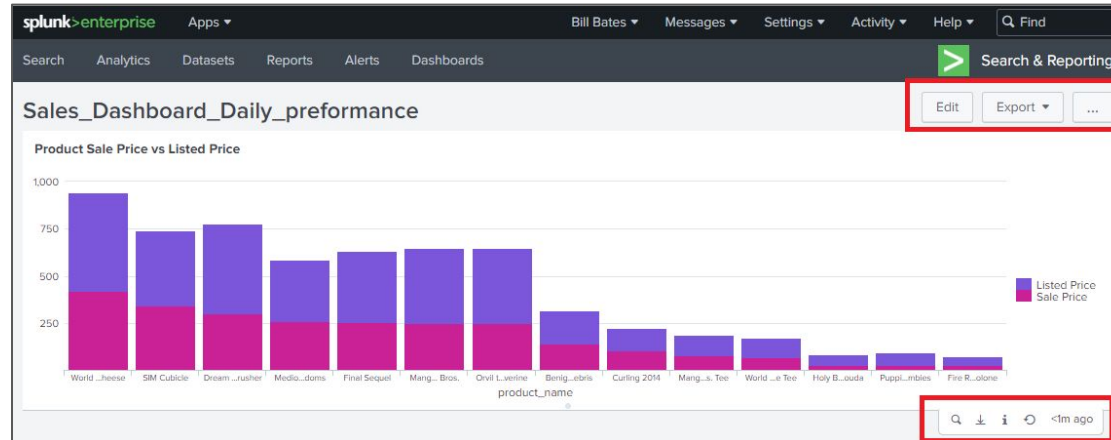 splunk>enterprise Apps Bill Bates Messages Settings Activity Help Find
Search Analytics Datasets Reports Alerts Dashboards Search & Reporting
Sales_Dashboard_Daily_preformance Edit Export ...
Product Sale Price vs Listed Price
1,000
750
500
250
Listed Price
Sale Price
World ...heese SIM Cubicle Dream ...rusher Medio...doms Final Sequel Mang... Bros. Orvil t...verine Benig...ebris Curling 2014 Mang...s. Tee World ...e Tee Holy B...ouda Puppi...mbies Fire R...olone
product_name
i <1m ago